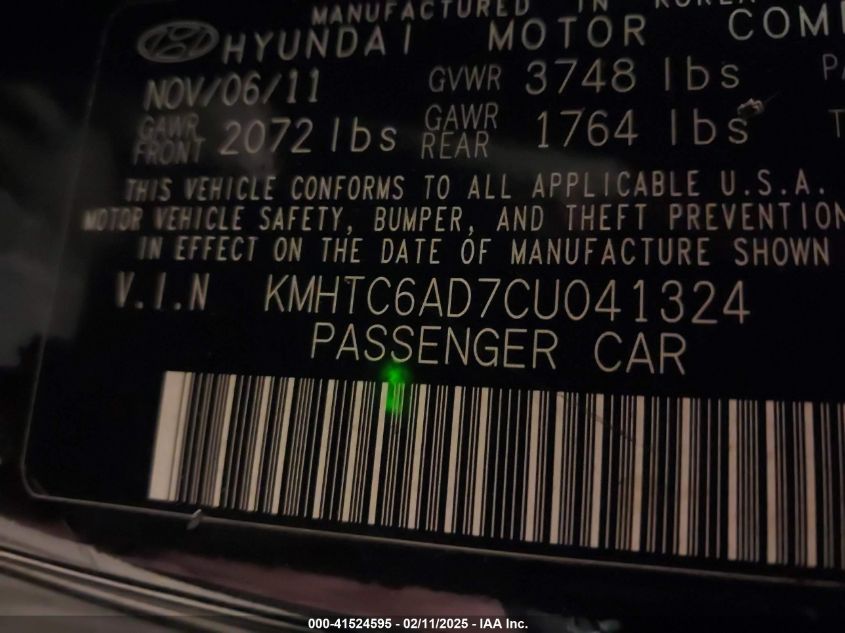 MANUFACTURED IN KOREA
HYUNDAI MOTOR COM
NOV/06/11 GVWR 3748 lbs PA
GAWR FRONT 2072 lbs GAWR REAR 1764 lbs T
THIS VEHICLE CONFORMS TO ALL APPLICABLE U.S.A.
MOTOR VEHICLE SAFETY, BUMPER, AND THEFT PREVENTION
IN EFFECT ON THE DATE OF MANUFACTURE SHOWN
V.I.N KMHTC6AD7CU041324
PASSENGER CAR
000-41524595 - 02/11/2025 - IAA Inc.